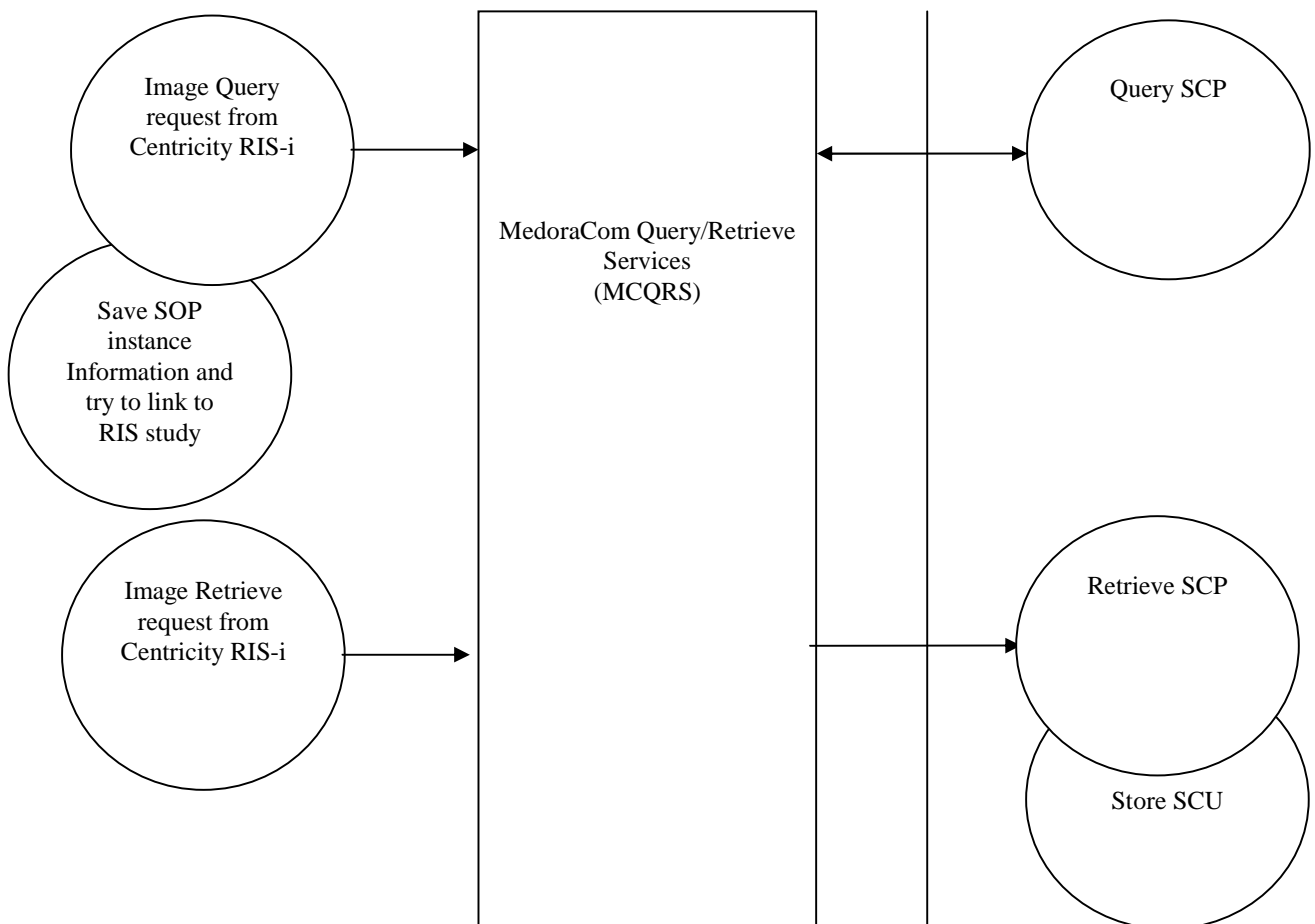 Image Query
request from
Centricity RIS-i
Query SCP
MedoraCom Query/Retrieve
Services
(MCQRS)
Save SOP
instance
Information and
try to link to
RIS study
Image Retrieve
request from
Centricity RIS-i
Retrieve SCP
Store SCU